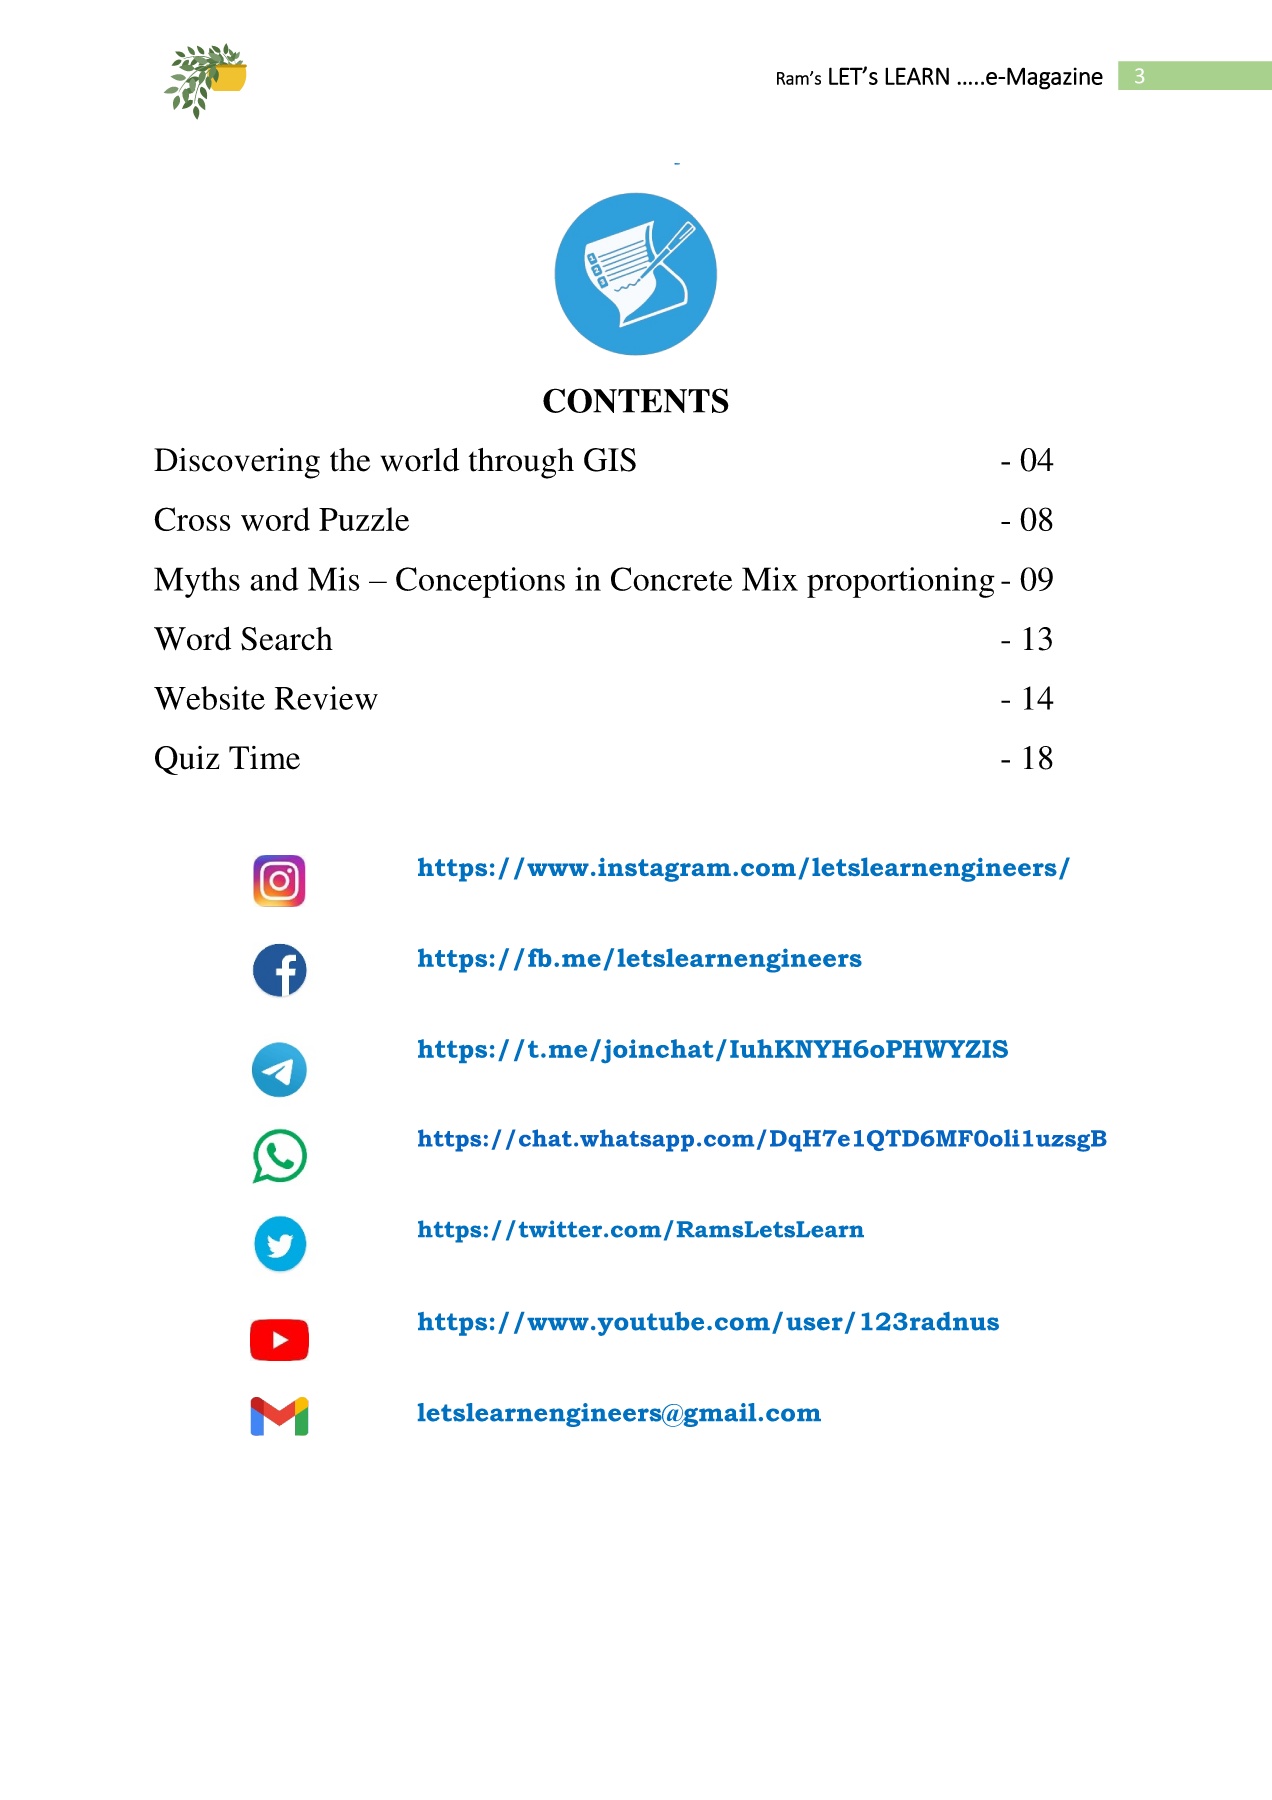 Ram's LET's LEARN .....e-Magazine 3
-
CONTENTS
Discovering the world through GIS - 04
Cross word Puzzle - 08
Myths and Mis – Conceptions in Concrete Mix proportioning - 09
Word Search - 13
Website Review - 14
Quiz Time - 18
https://www.instagram.com/letslearnengineers/
https://fb.me/letslearnengineers
https://t.me/joinchat/IuhKNYH6oPHWYZIS
https://chat.whatsapp.com/DqH7e1QTD6MF0oli1uzsgB
https://twitter.com/RamsLetsLearn
https://www.youtube.com/user/123radnus
letslearnengineers@gmail.com